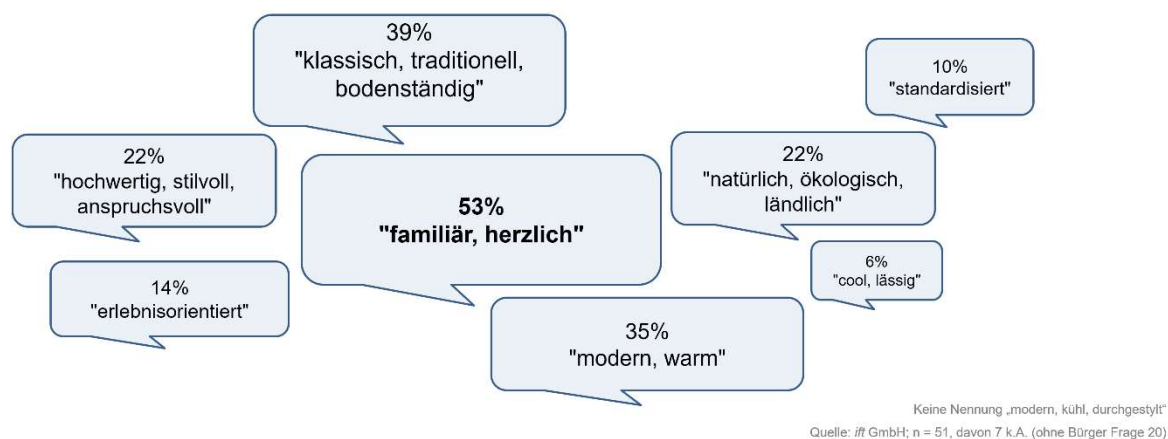 39%
"klassisch, traditionell,
bodenständig"
10%
"standardisiert"
22%
"hochwertig, stilvoll,
anspruchsvoll"
53%
"familiär, herzlich"
22%
"natürlich, ökologisch,
ländlich"
14%
"erlebnisorientiert"
6%
"cool, lässig"
35%
"modern, warm"
Keine Nennung „modern, kühl, durchgestylt“
Quelle: ift GmbH; n = 51, davon 7 k.A. (ohne Bürger Frage 20)